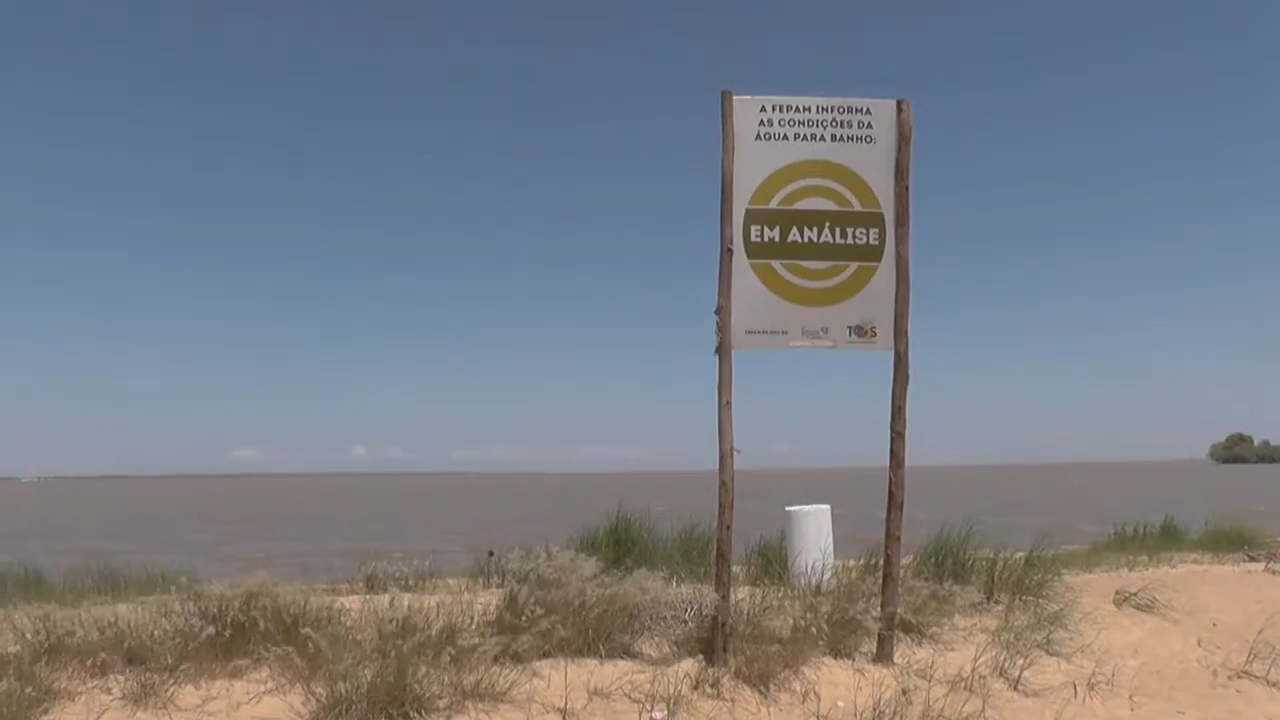 A FEPAM INFORMA
AS CONDIÇÕES DA
ÁGUA PARA BANHO:
EM ANÁLISE